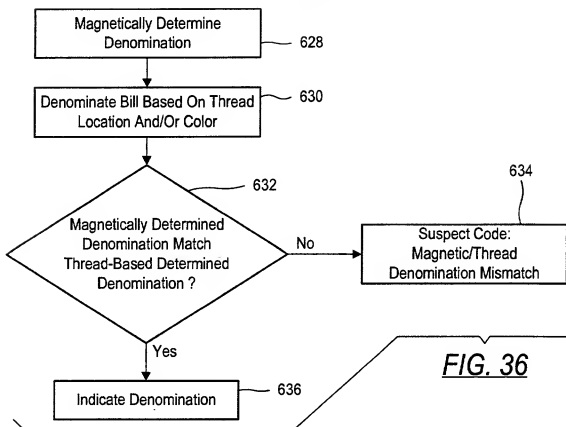 Magnetically Determine
Denomination
628
Denominate Bill Based On Thread
Location And/Or Color
630
632
Magnetically Determined
Denomination Match
Thread-Based Determined
Denomination ?
No
634
Suspect Code:
Magnetic/Thread
Denomination Mismatch
Yes
FIG. 36
Indicate Denomination
636